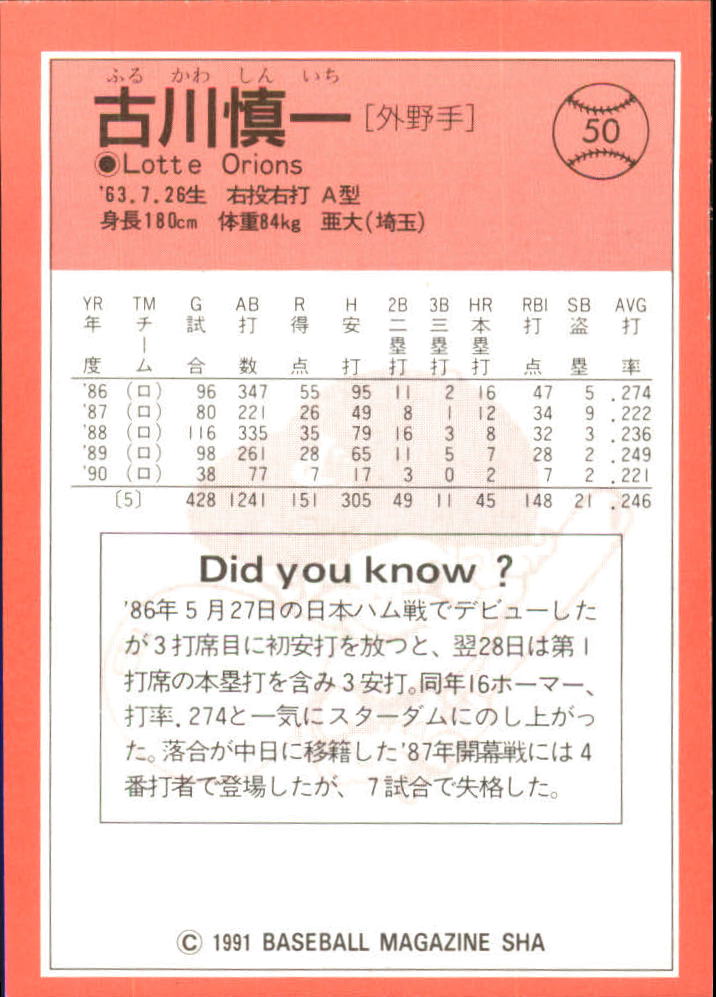 ふる かわ しん いち
古川慎一 [外野手] 50
●Lotte Orions
'63.7.26生 右投右打 A型
身長180cm 体重84kg 亜大(埼玉)
YR TM G AB R H 2B 3B HR RBI SB AVG
年度 チーム 試合 打数 得点 安打 二塁打 三塁打 本塁打 打点 盗塁 打率
'86 (ロ) 96 347 55 95 11 2 16 47 5 .274
'87 (ロ) 80 221 26 49 8 1 12 34 9 .222
'88 (ロ) 116 335 35 79 16 3 8 32 3 .236
'89 (ロ) 98 261 28 65 11 5 7 28 2 .249
'90 (ロ) 38 77 7 17 3 0 2 7 2 .221
〔5〕 428 1241 151 305 49 11 45 148 21 .246
Did you know ?
'86年5月27日の日本ハム戦でデビューした
が3打席目に初安打を放つと、翌28日は第1
打席の本塁打を含み3安打。同年16ホーマー、
打率.274と一気にスターダムにのし上がっ
た。落合が中日に移籍した'87年開幕戦には4
番打者で登場したが、7試合で失格した。
© 1991 BASEBALL MAGAZINE SHA